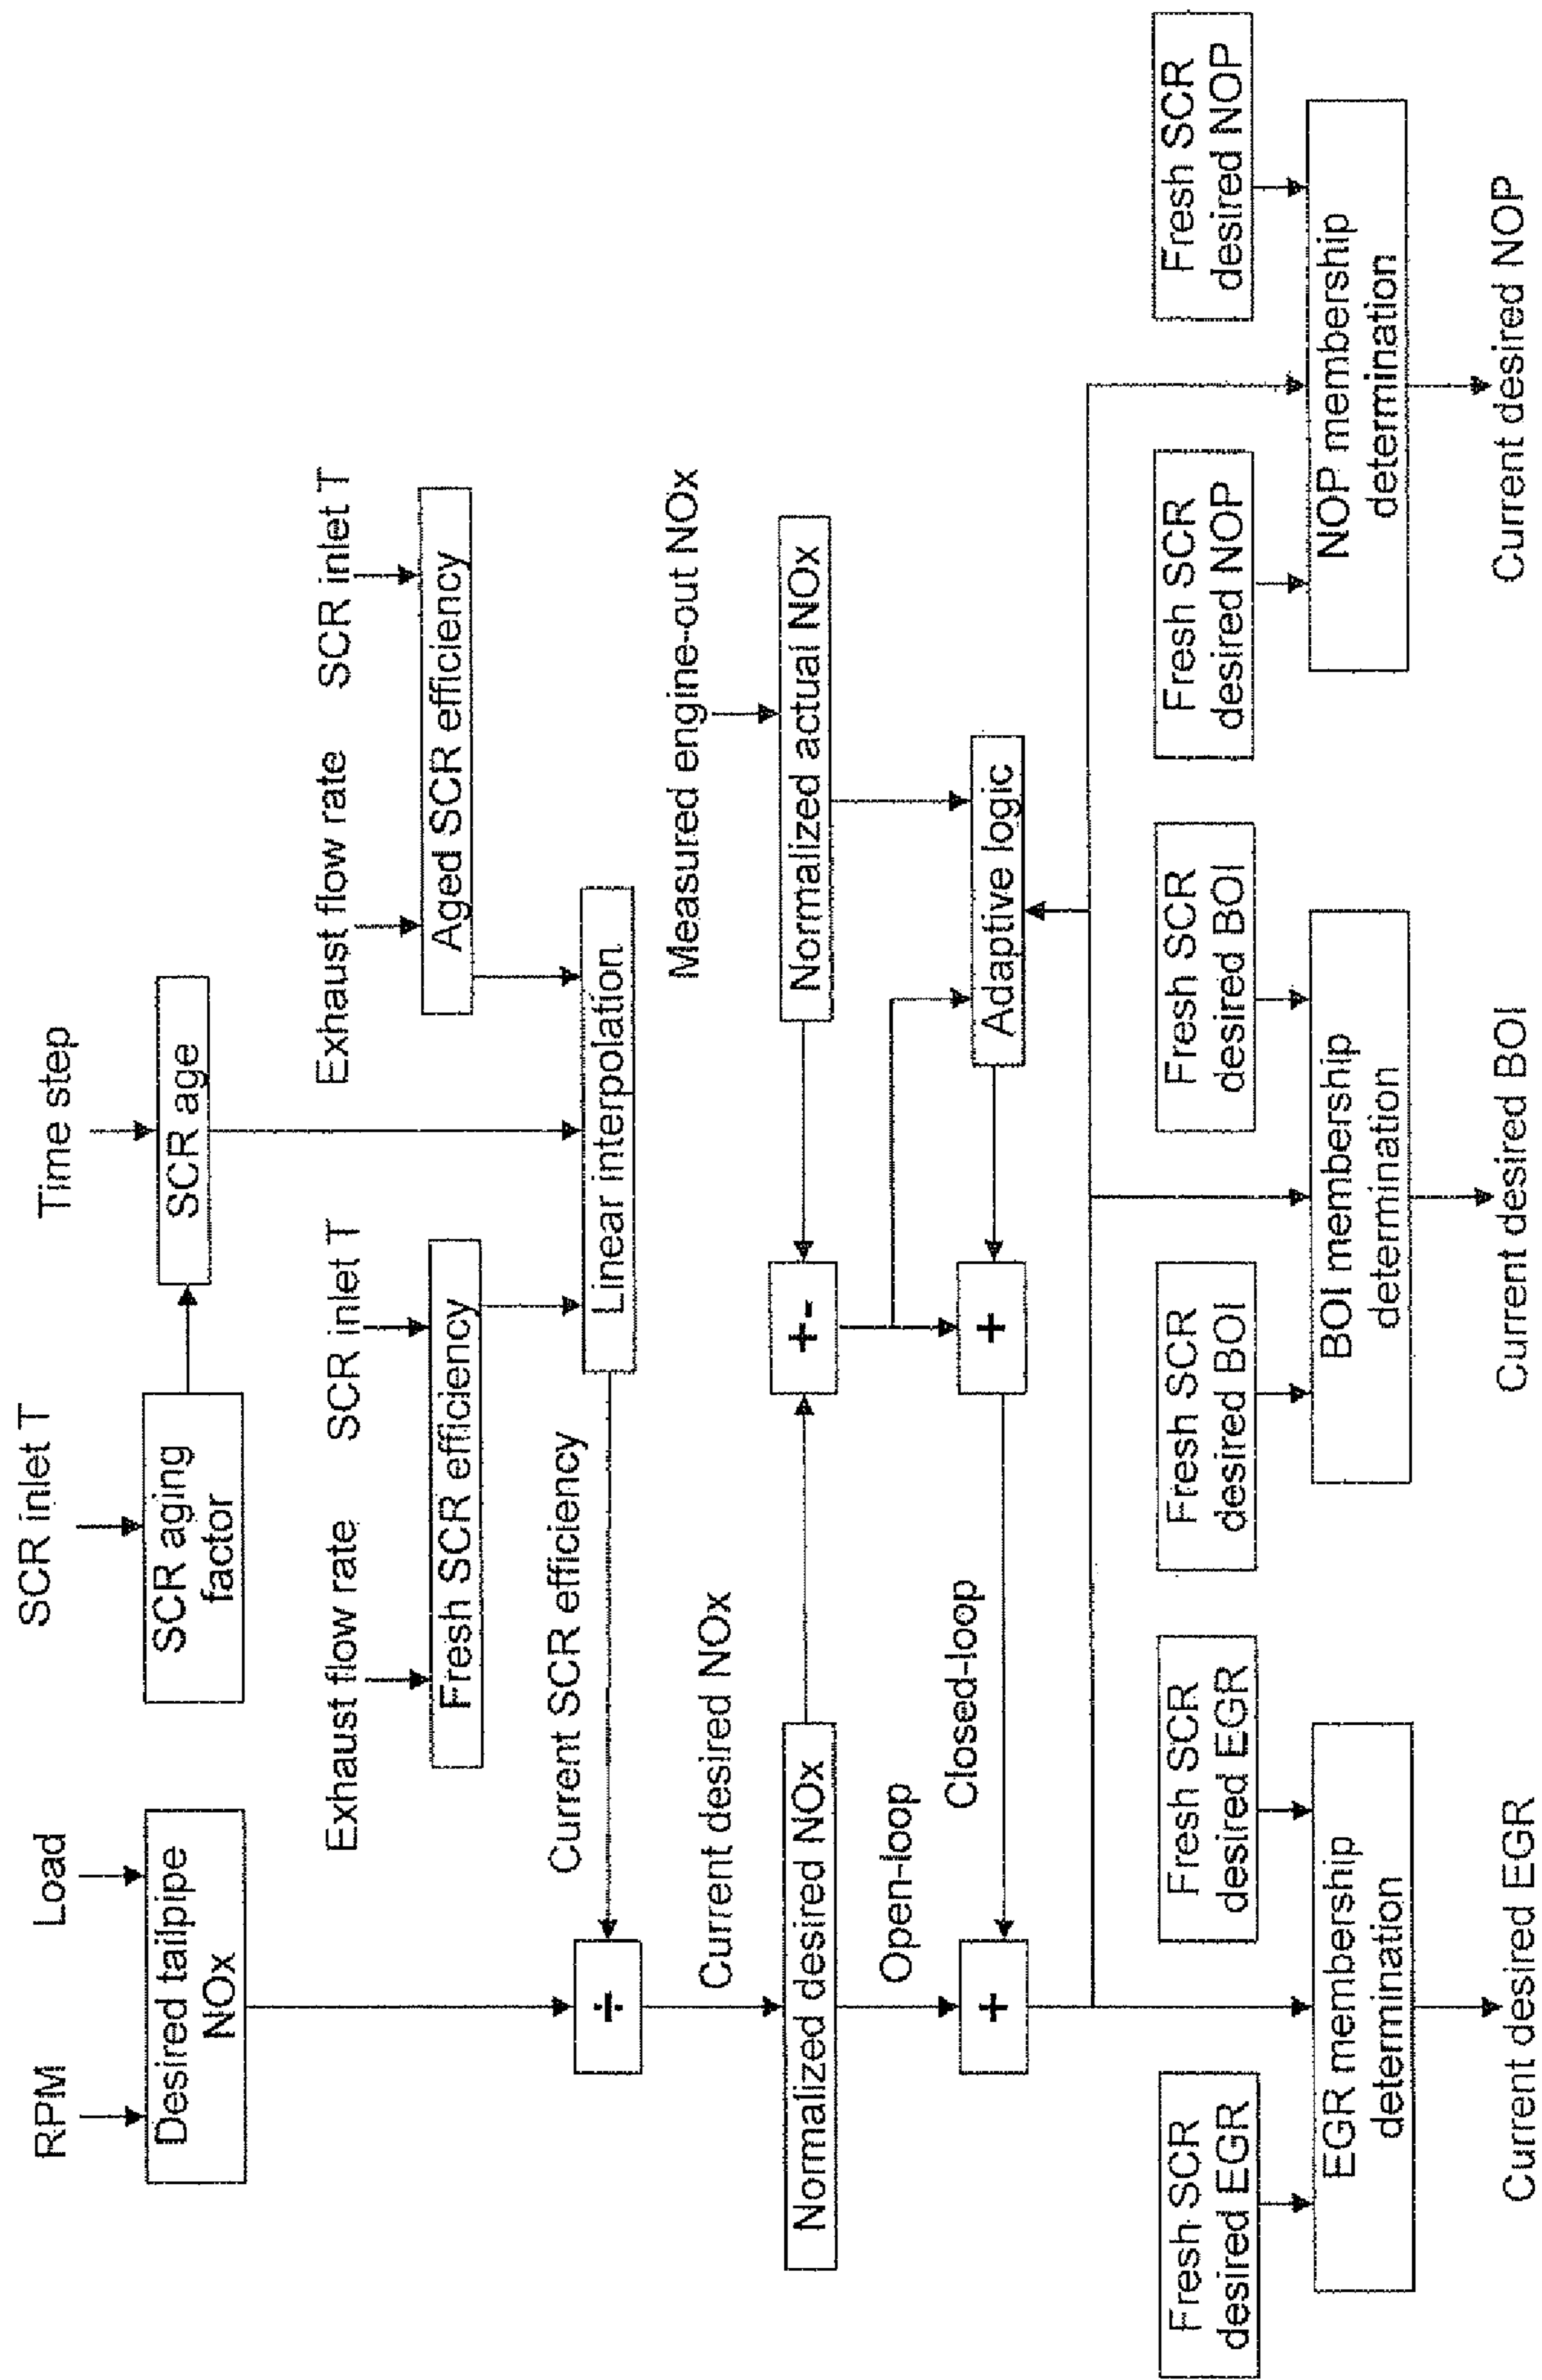 RPM
Load
SCR inlet T
Time step
Desired tailpipe
NOx
SCR aging
factor
SCR age
Exhaust flow rate
SCR inlet T
Exhaust flow rate
SCR inlet T
Fresh SCR efficiency
Aged SCR efficiency
Current SCR efficiency
Linear interpolation
÷
Current desired NOx
Measured engine-out NOx
Normalized desired NOx
+-
Normalized actual NOx
Open-loop
Closed-loop
+
+
Adaptive logic
Fresh SCR
desired EGR
Fresh SCR
desired EGR
Fresh SCR
desired BOI
Fresh SCR
desired BOI
Fresh SCR
desired NOP
Fresh SCR
desired NOP
EGR membership
determination
BOI membership
determination
NOP membership
determination
Current desired EGR
Current desired BOI
Current desired NOP